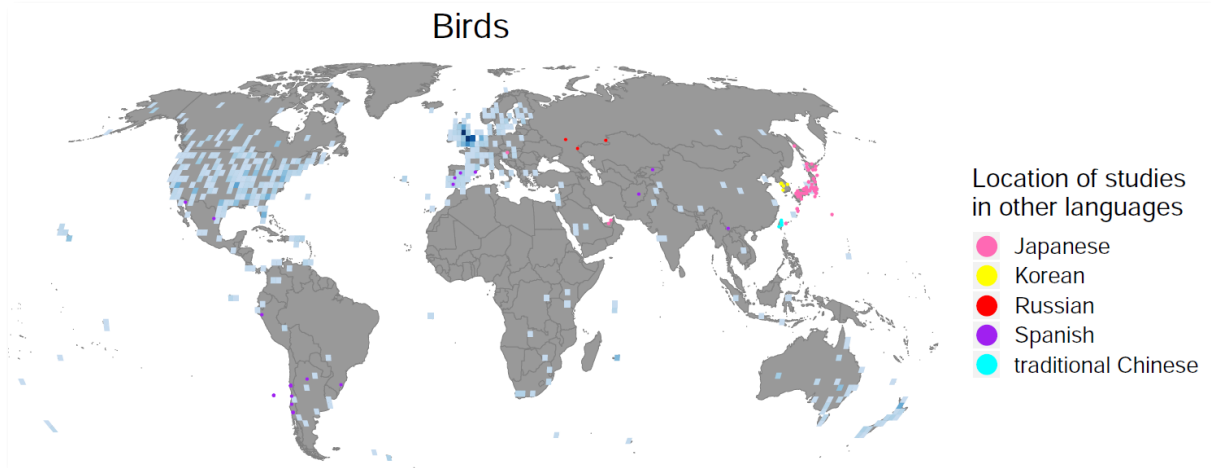 Birds
Location of studies
in other languages
Japanese
Korean
Russian
Spanish
traditional Chinese